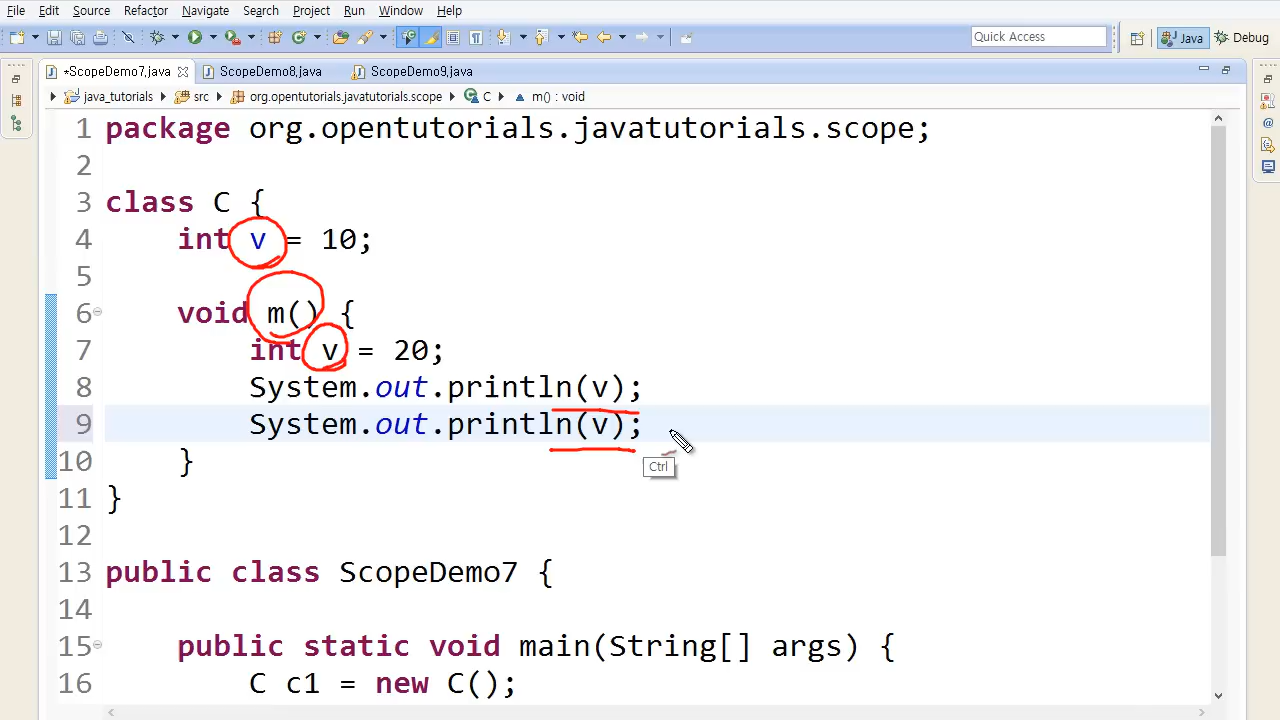 File Edit Source Refactor Navigate Search Project Run Window Help
Quick Access
Java
Debug
*ScopeDemo7.java
ScopeDemo8.java
ScopeDemo9.java
java_tutorials
src
org.opentutorials.javatutorials.scope
C
m() : void
1 package org.opentutorials.javatutorials.scope;
2
3 class C {
4 int v = 10;
5
6 void m() {
7 int v = 20;
8 System.out.println(v);
9 System.out.println(v);
Ctrl
10 }
11 }
12
13 public class ScopeDemo7 {
14
15 public static void main(String[] args) {
16 C c1 = new C();